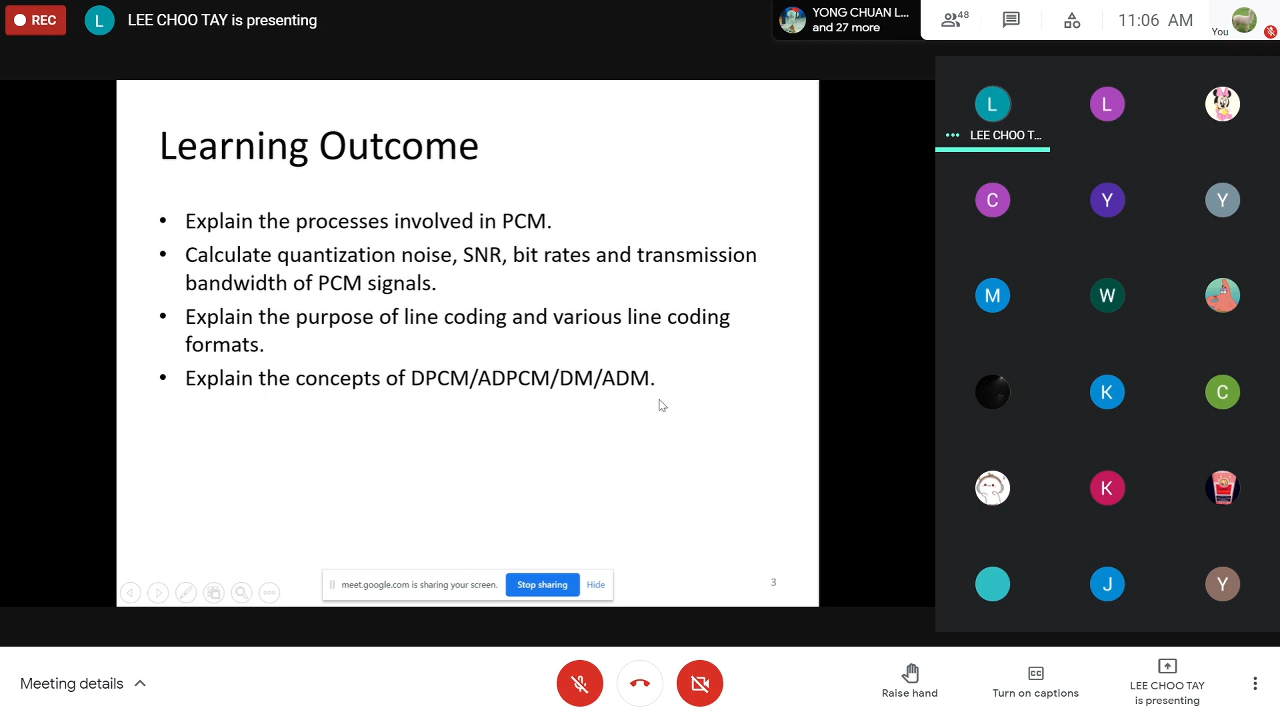 REC
L
LEE CHOO TAY is presenting
YONG CHUAN L...
and 27 more
48
11:06 AM
You
Learning Outcome
• Explain the processes involved in PCM.
• Calculate quantization noise, SNR, bit rates and transmission
bandwidth of PCM signals.
• Explain the purpose of line coding and various line coding
formats.
• Explain the concepts of DPCM/ADPCM/DM/ADM.
meet.google.com is sharing your screen.
Stop sharing
Hide
3
L
L
LEE CHOO T...
C
Y
Y
M
W
K
C
K
J
Y
Meeting details
Raise hand
CC
Turn on captions
LEE CHOO TAY
is presenting